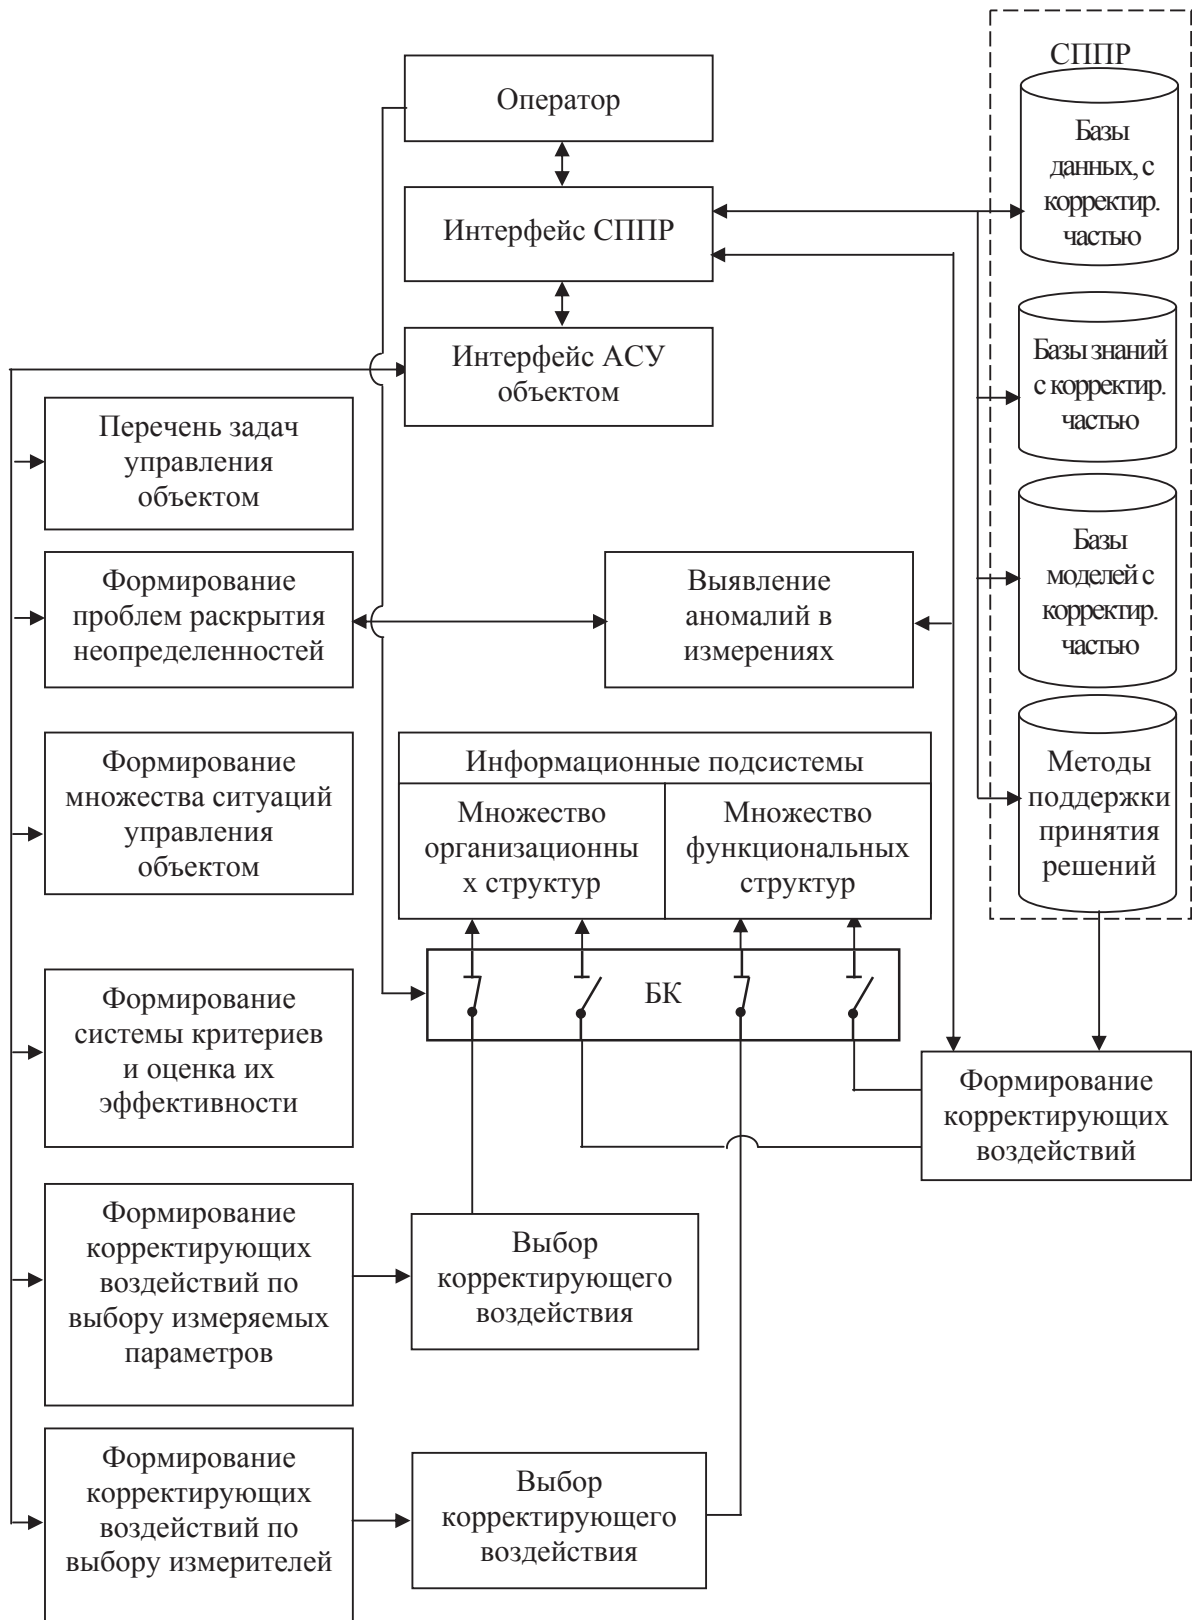 СППР
Оператор
Базы
данных, с
корректир.
частью
Интерфейс СППР
Интерфейс АСУ
объектом
Базы знаний
с корректир.
частью
Перечень задач
управления
объектом
Базы
моделей с
корректир.
частью
Формирование
проблем раскрытия
неопределенностей
Выявление
аномалий в
измерениях
Методы
поддержки
принятия
решений
Формирование
множества ситуаций
управления
объектом
Информационные подсистемы
Множество
организационны
х структур
Множество
функциональных
структур
БК
Формирование
системы критериев
и оценка их
эффективности
Формирование
корректирующих
воздействий
Формирование
корректирующих
воздействий по
выбору измеряемых
параметров
Выбор
корректирующего
воздействия
Формирование
корректирующих
воздействий по
выбору измерителей
Выбор
корректирующего
воздействия